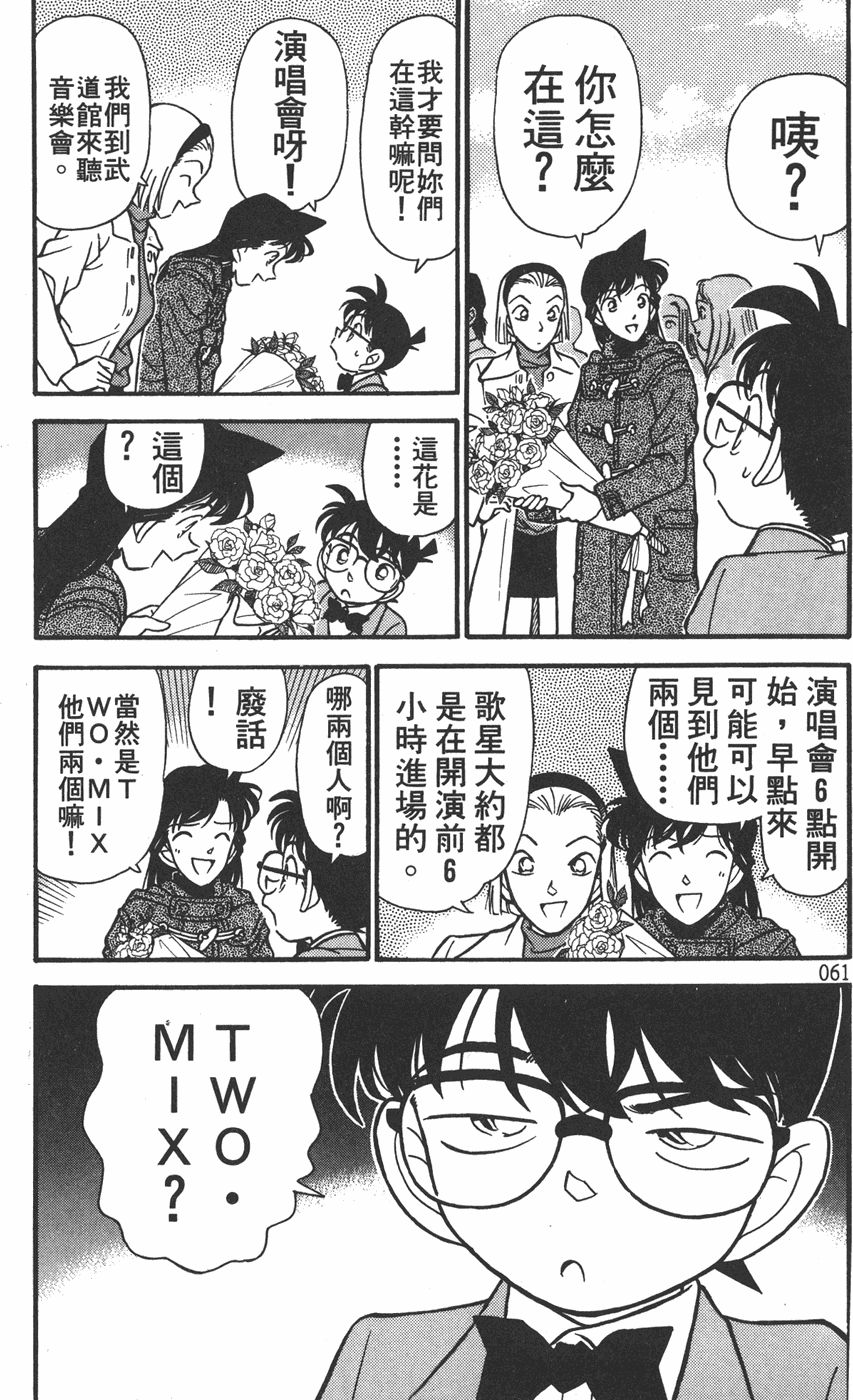 咦？
你怎麼
在這？
我才要問妳們
在這幹嘛呢！
演唱會呀！
我們到武
道館來聽
音樂會。
這花是
……
這個
？
演唱會6點開
始，早點來
可能可以
見到他們
兩個……
歌星大約都
是在開演前6
小時進場的。
哪兩個人啊？
廢話
！
當然是T
WO・MIX
他們兩個嘛！
061
TWO・
MIX？